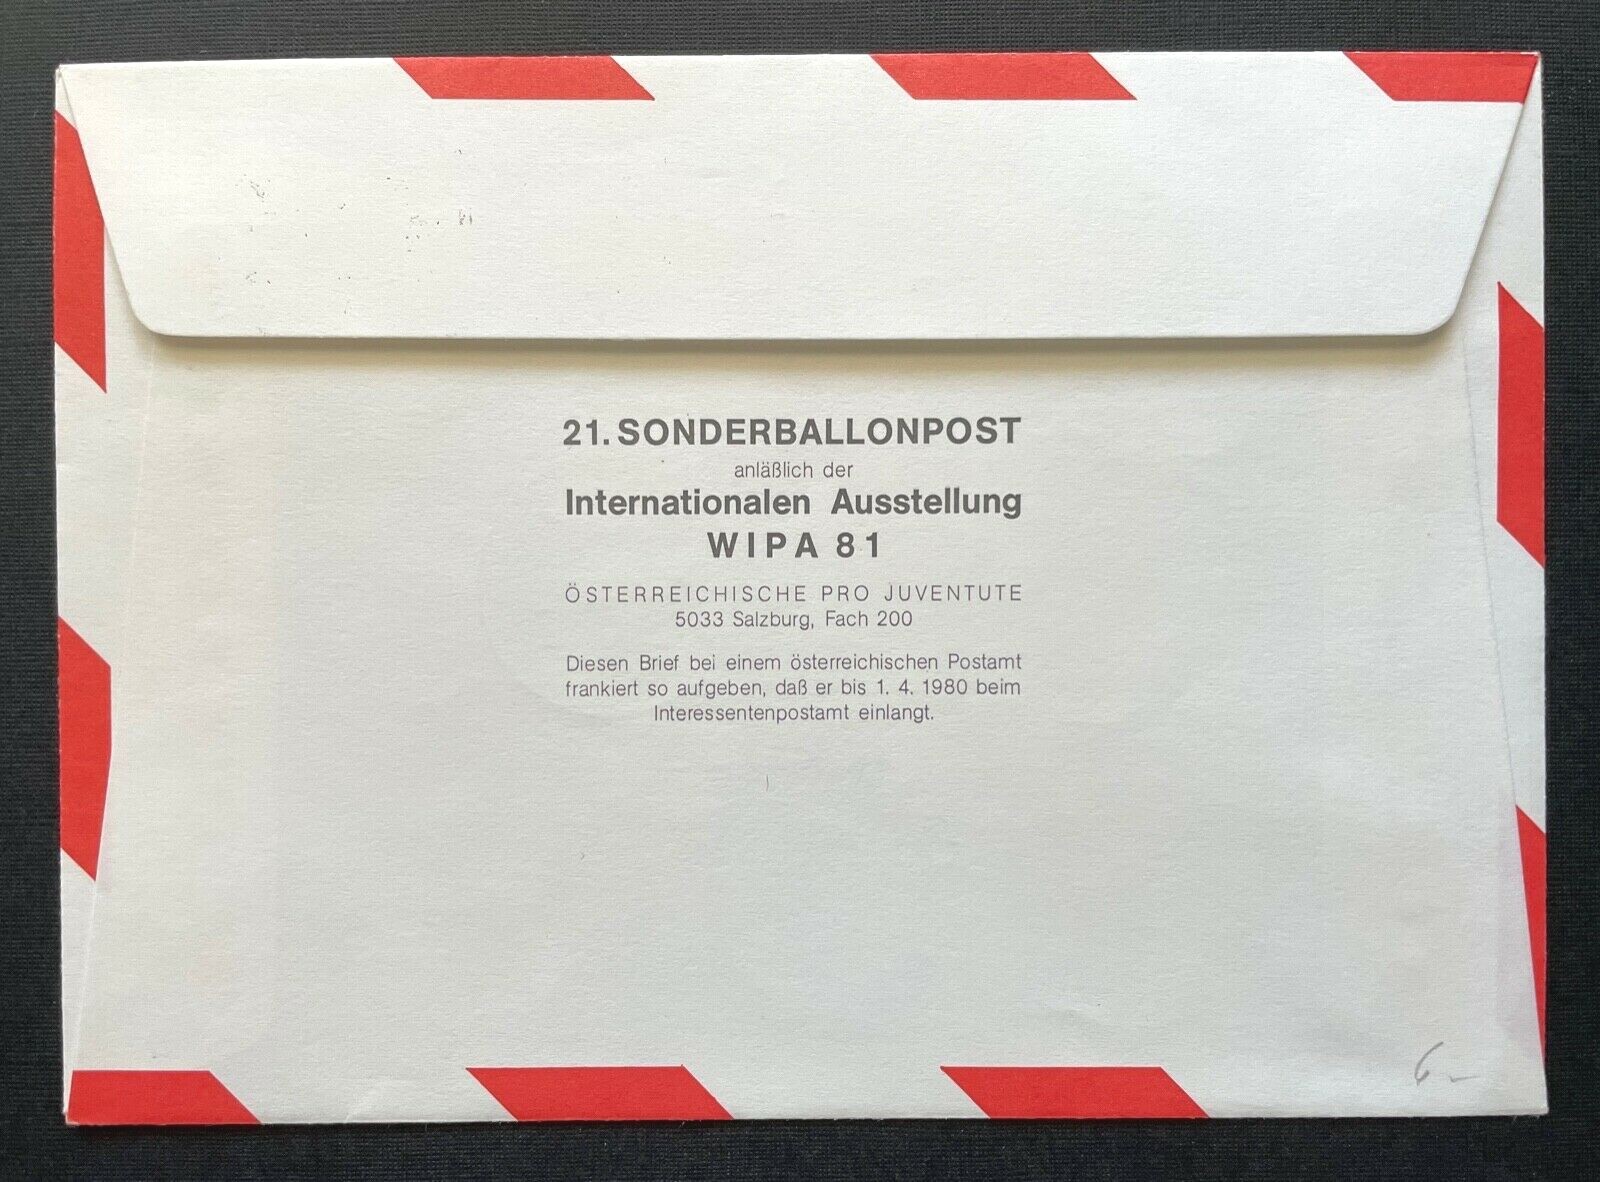 21. SONDERBALLONPOST
anläßlich der
Internationalen Ausstellung
WIPA 81
ÖSTERREICHISCHE PRO JUVENTUTE
5033 Salzburg, Fach 200
Diesen Brief bei einem österreichischen Postamt
frankiert so aufgeben, daß er bis 1. 4. 1980 beim
Interessentenpostamt einlangt.
6–